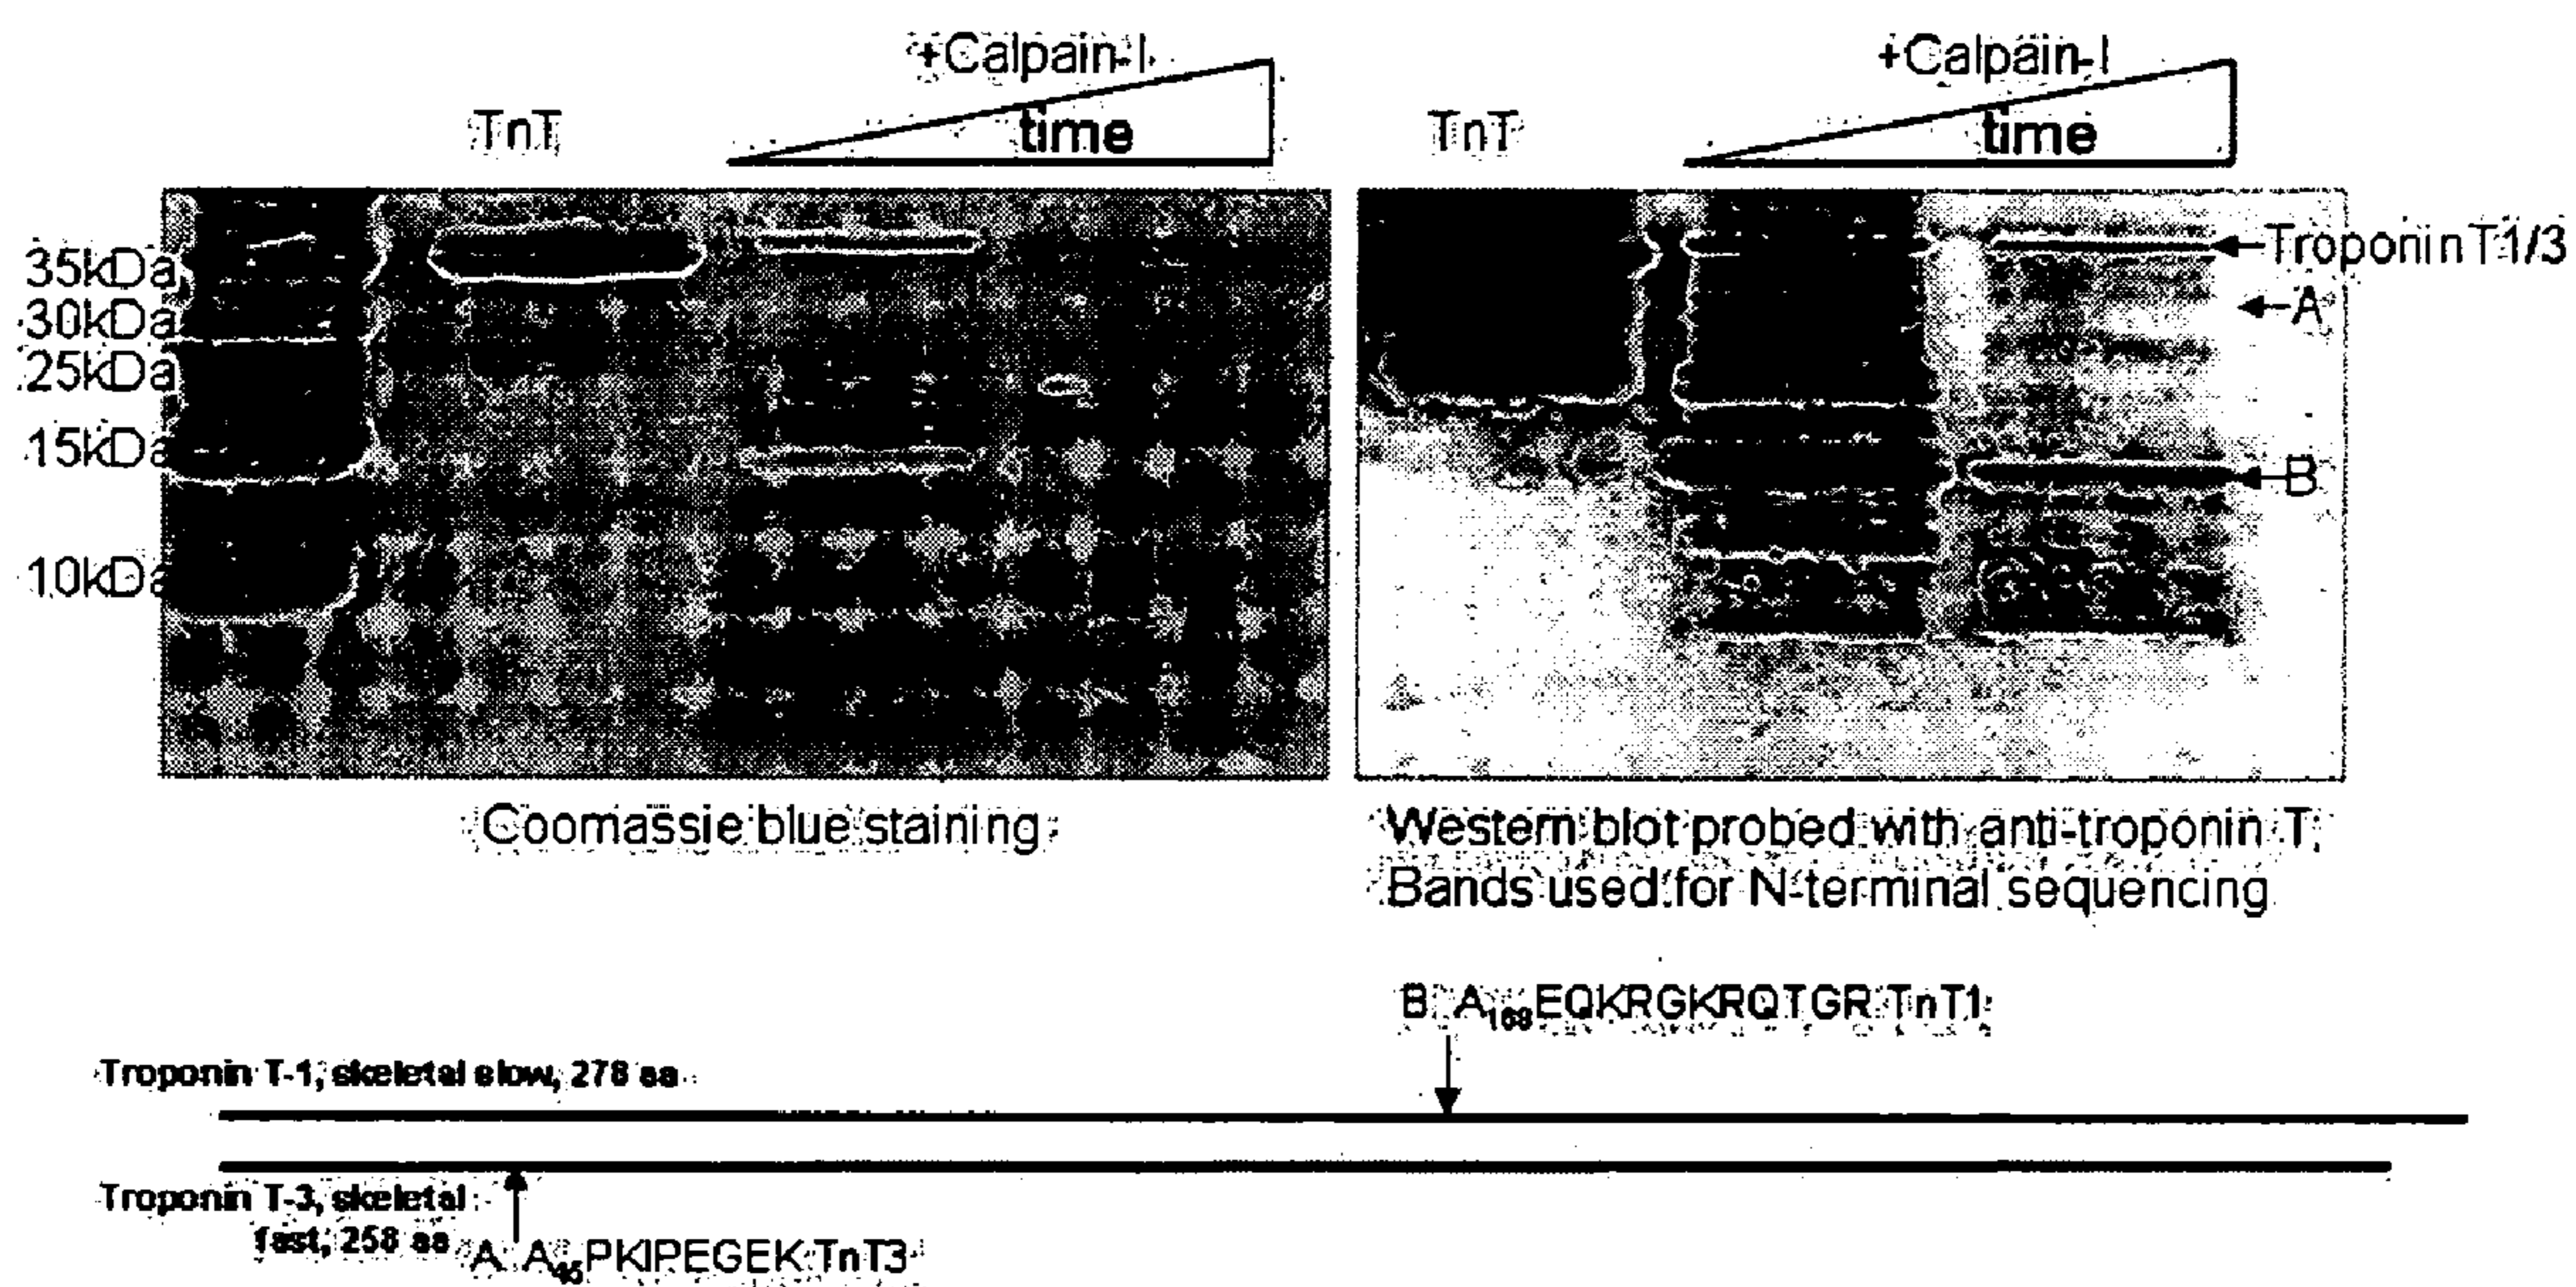 +Calpain-I
+Calpain-I
TnT
time
TnT
time
35kDa
30kDa
25kDa
15kDa
10kDa
Troponin T1/3
A
B
Coomassie blue staining
Western blot probed with anti-troponin T;
Bands used for N-terminal sequencing
B A168EQKRGKRQTGR TnT1
Troponin T-1, skeletal slow, 278 aa
Troponin T-3, skeletal
fast, 258 aa
A A45PKIPEGEK TnT3